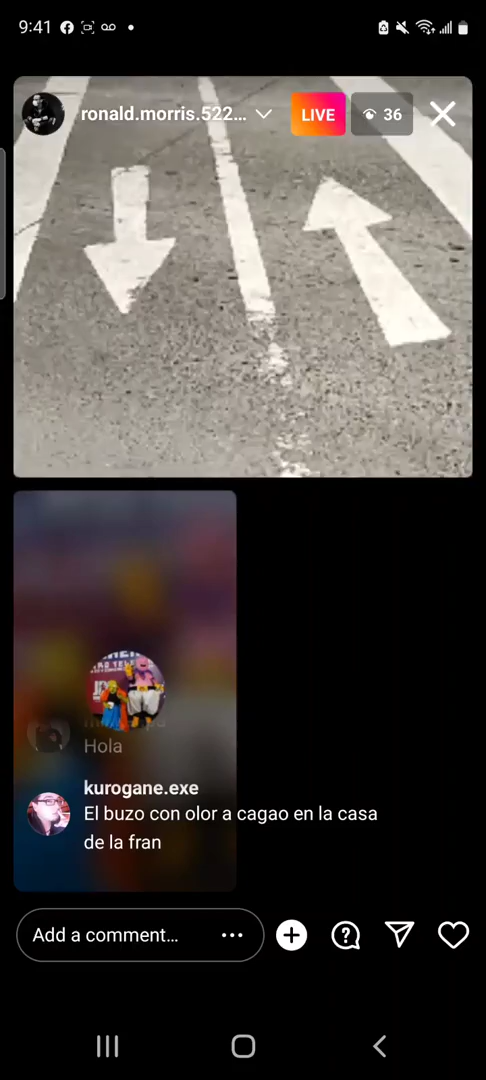 9:41
ronald.morris.522...
LIVE
36
Hola
kurogane.exe
El buzo con olor a cagao en la casa
de la fran
Add a comment...